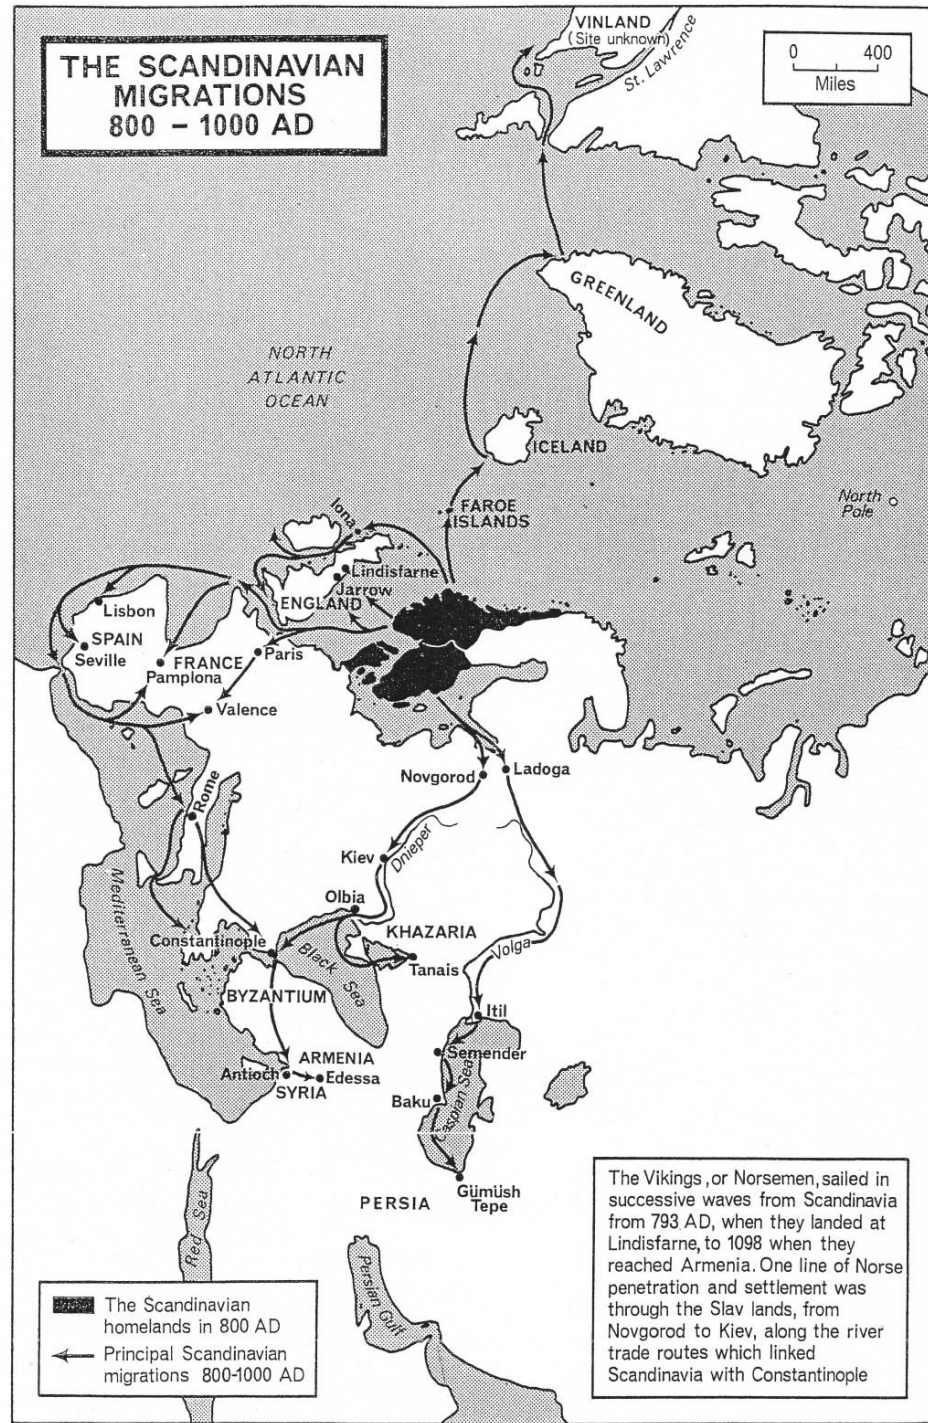 THE SCANDINAVIAN
MIGRATIONS
800 – 1000 AD
VINLAND
(Site unknown)
St. Lawrence
0 400
Miles
GREENLAND
NORTH
ATLANTIC
OCEAN
ICELAND
North
Pole
FAROE
ISLANDS
Iona
Lindisfarne
Jarrow
ENGLAND
Lisbon
SPAIN
Seville
FRANCE
Pamplona
Paris
Valence
Novgorod
Ladoga
Rome
Kiev
Dnieper
Olbia
Mediterranean Sea
Constantinople
Black
Sea
KHAZARIA
Tanais
Volga
BYZANTIUM
Itil
ARMENIA
Semender
Antioch
Edessa
SYRIA
Baku
Caspian Sea
Gümüsh
Tepe
PERSIA
Red Sea
Persian
Gulf
The Scandinavian
homelands in 800 AD
Principal Scandinavian
migrations 800-1000 AD
The Vikings, or Norsemen, sailed in
successive waves from Scandinavia
from 793 AD, when they landed at
Lindisfarne, to 1098 when they
reached Armenia. One line of Norse
penetration and settlement was
through the Slav lands, from
Novgorod to Kiev, along the river
trade routes which linked
Scandinavia with Constantinople